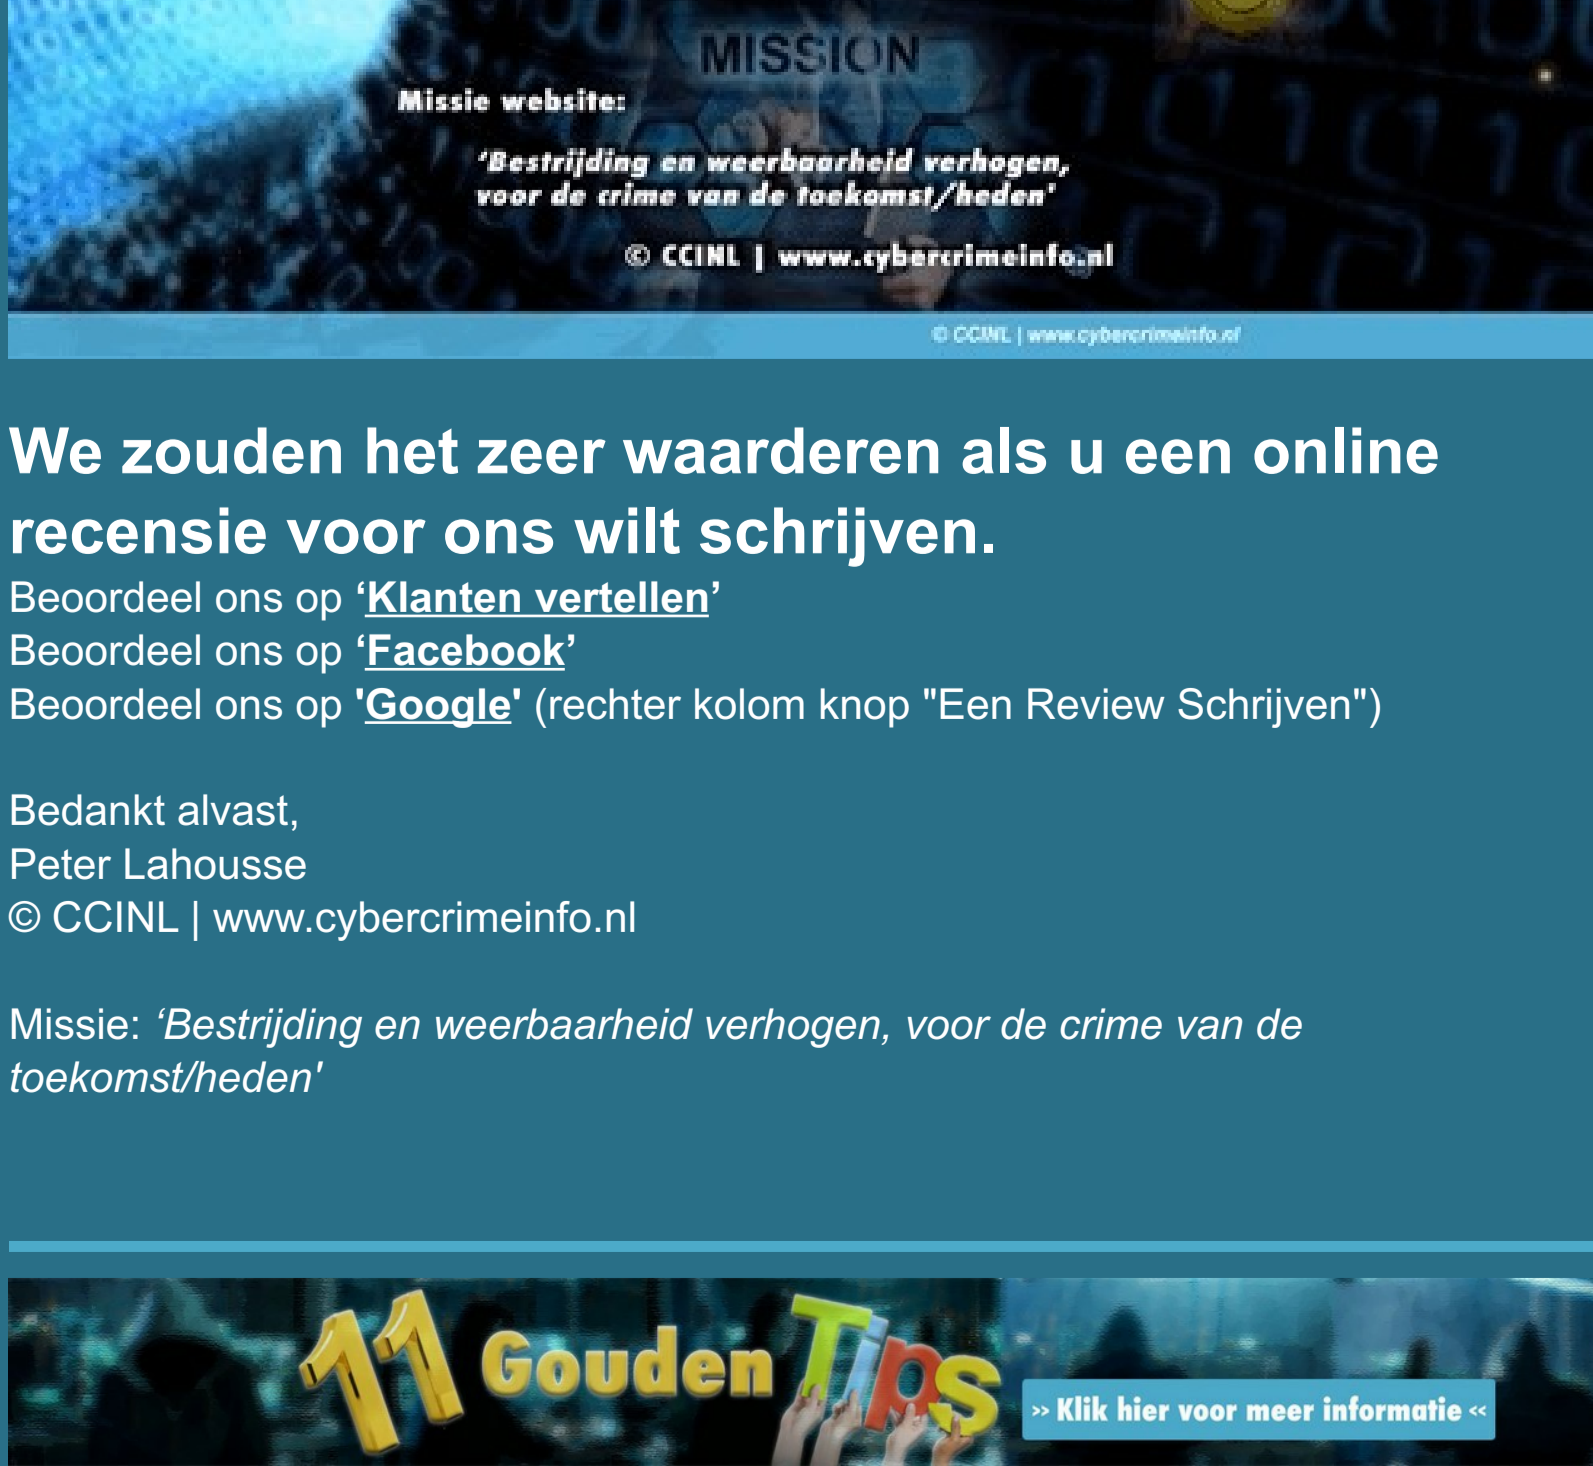 MISSION
Missie website:
‘Bestrijding en weerbaarheid verhogen,
voor de crime van de toekomst/heden'
© CCINL | www.cybercrimeinfo.nl
© CCINL | www.cybercrimeinfo.nl
We zouden het zeer waarderen als u een online
recensie voor ons wilt schrijven.
Beoordeel ons op ‘Klanten vertellen’
Beoordeel ons op ‘Facebook’
Beoordeel ons op 'Google' (rechter kolom knop "Een Review Schrijven")
Bedankt alvast,
Peter Lahousse
© CCINL | www.cybercrimeinfo.nl
Missie: ‘Bestrijding en weerbaarheid verhogen, voor de crime van de
toekomst/heden'
11 Gouden Tips
>> Klik hier voor meer informatie <<